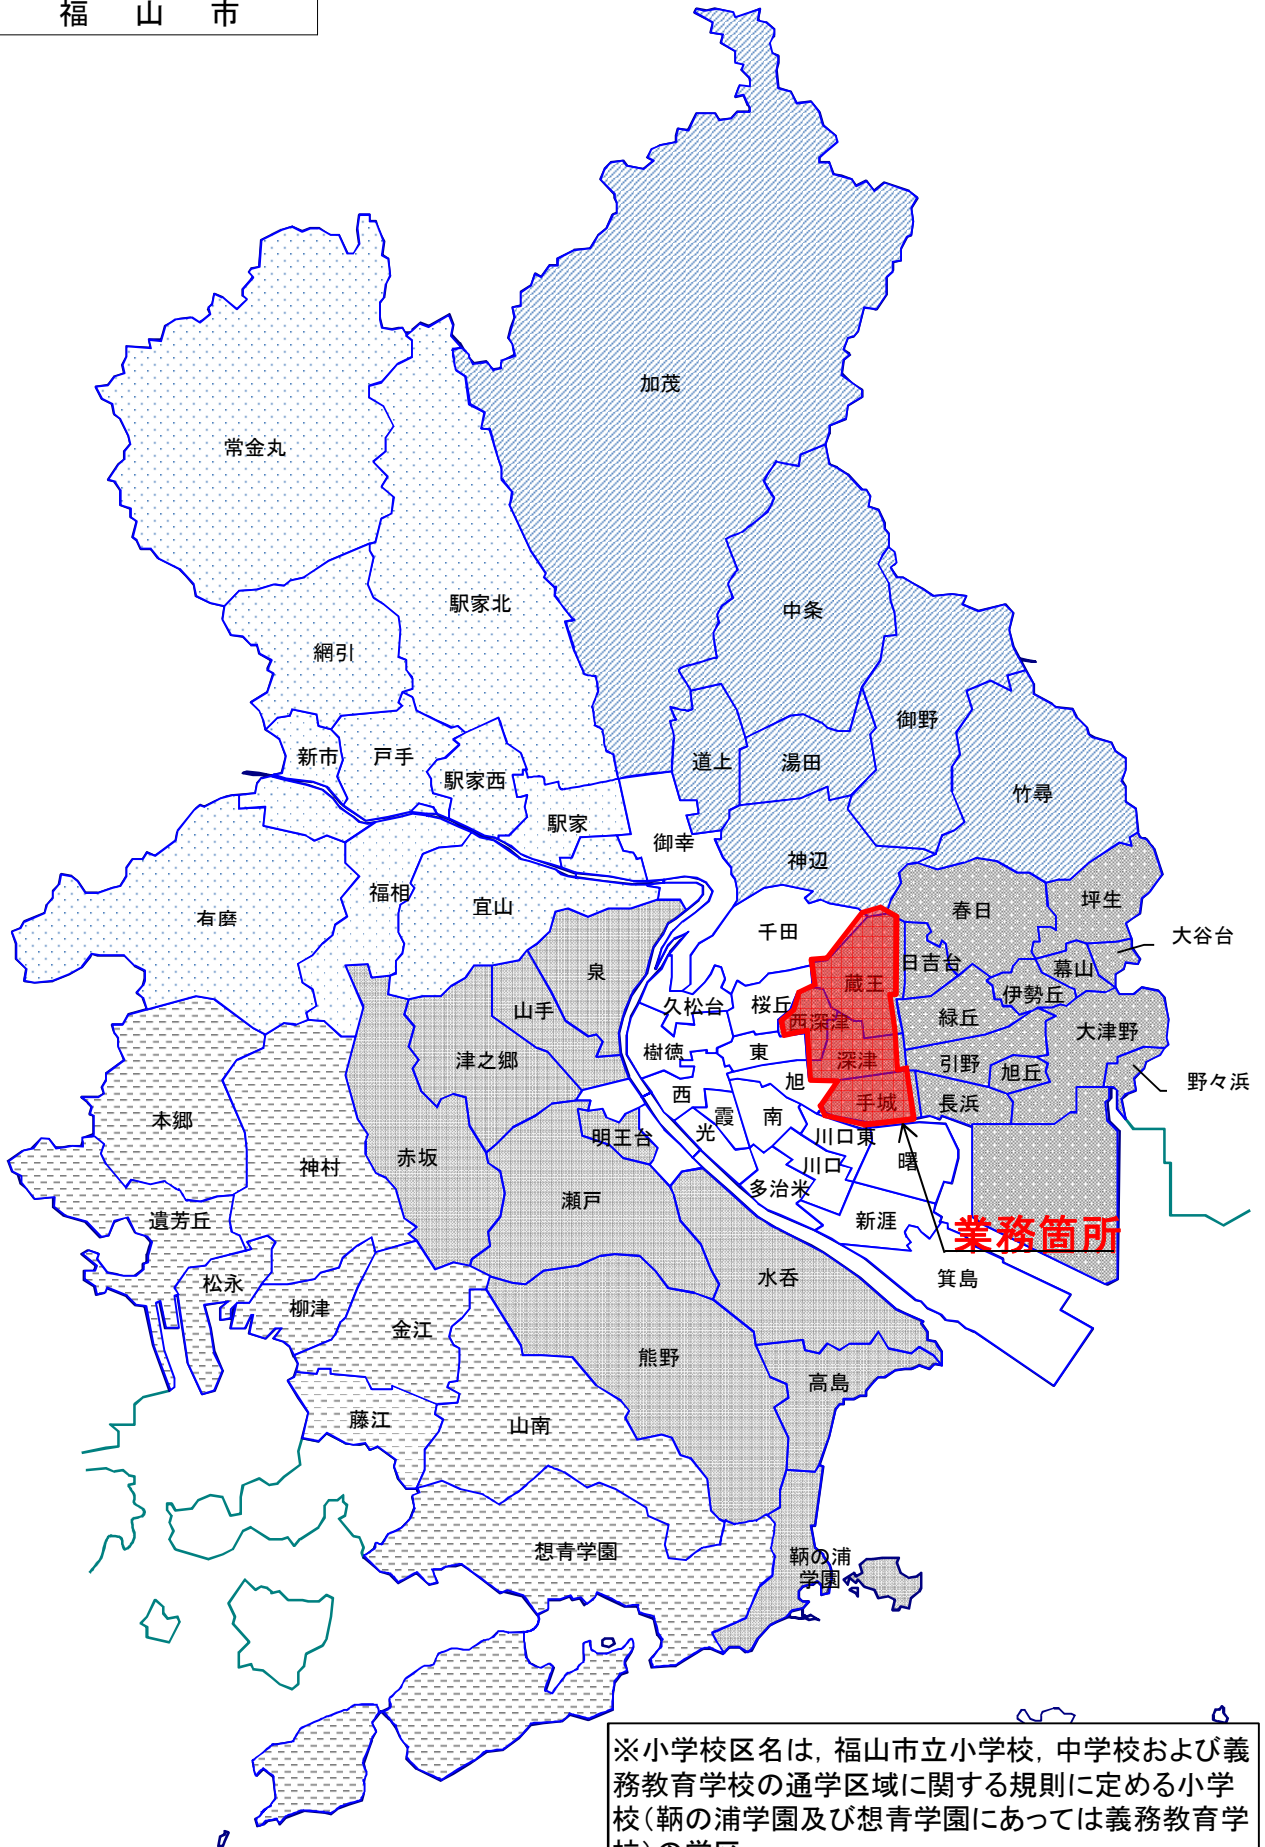 福山市
加茂
常金丸
駅家北
中条
網引
御野
新市
戸手
駅家西
道上
湯田
竹尋
駅家
御幸
神辺
福相
宜山
有磨
春日
坪生
千田
大谷台
泉
蔵王
日吉台
幕山
伊勢丘
山手
久松台
桜丘
西深津
緑丘
大津野
津之郷
樹徳
東
深津
引野
旭丘
野々浜
旭
西
霞
南
手城
長浜
本郷
神村
赤坂
明王台
光
川口東
川口
曙
瀬戸
多治米
遺芳丘
新涯
業務箇所
松永
水呑
箕島
柳津
金江
熊野
高島
藤江
山南
想青学園
鞆の浦
学園
※小学校区名は，福山市立小学校，中学校および義
務教育学校の通学区域に関する規則に定める小学
校（鞆の浦学園及び想青学園にあっては義務教育学